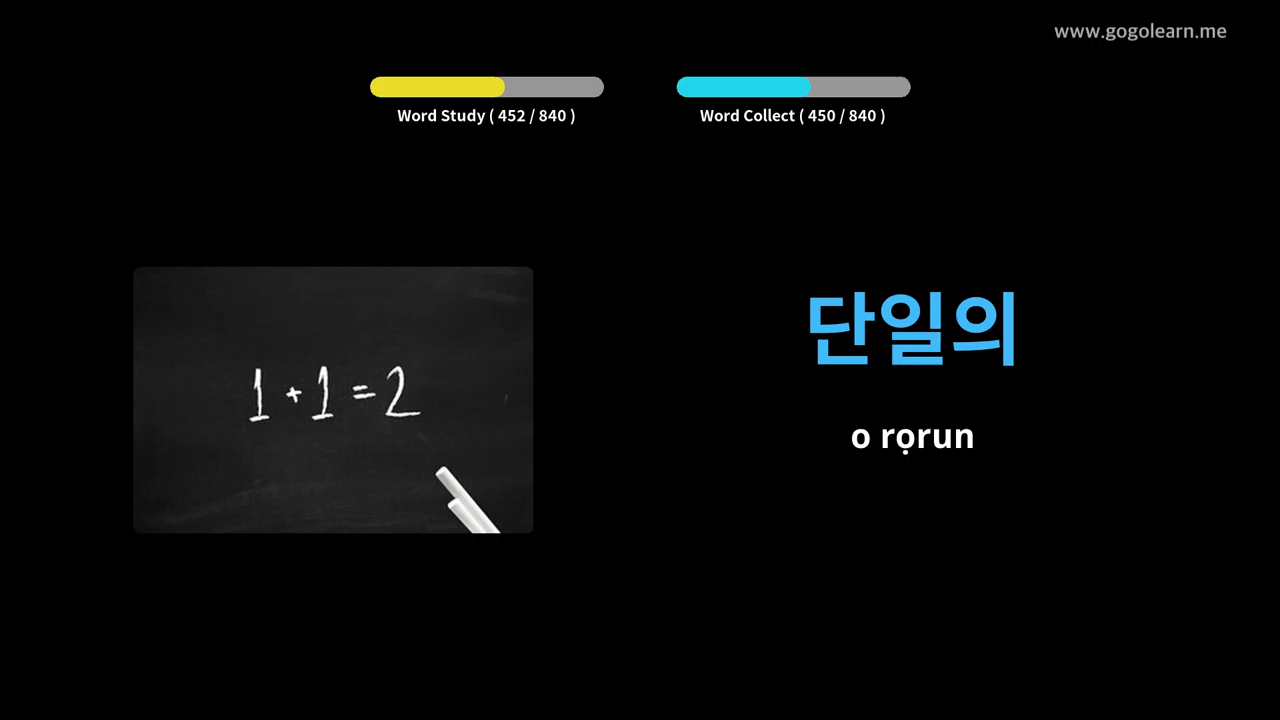 www.gogolearn.me
Word Study ( 452 / 840 )
Word Collect ( 450 / 840 )
1 + 1 = 2
단일의
o rọrun